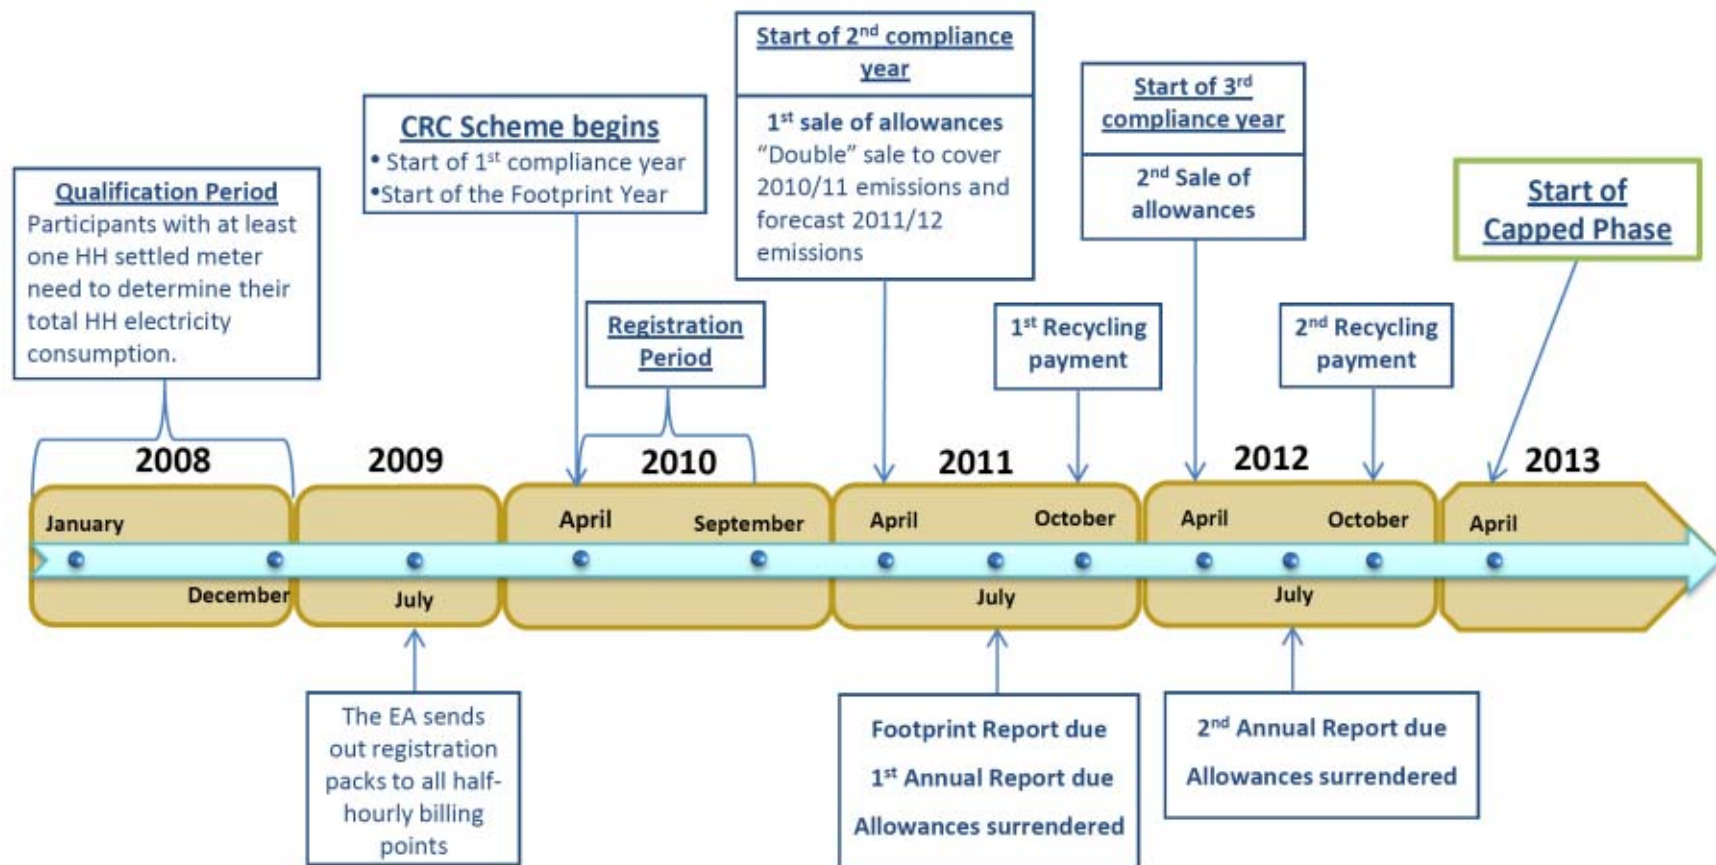 Qualification Period
Participants with at least
one HH settled meter
need to determine their
total HH electricity
consumption.
CRC Scheme begins
• Start of 1st compliance year
•Start of the Footprint Year
Registration
Period
Start of 2nd compliance
year
1st sale of allowances
“Double” sale to cover
2010/11 emissions and
forecast 2011/12
emissions
1st Recycling
payment
Start of 3rd
compliance year
2nd Sale of
allowances
2nd Recycling
payment
Start of
Capped Phase
2008
2009
2010
2011
2012
2013
January
December
July
April
September
April
July
October
April
July
October
April
The EA sends
out registration
packs to all half-
hourly billing
points
Footprint Report due
1st Annual Report due
Allowances surrendered
2nd Annual Report due
Allowances surrendered